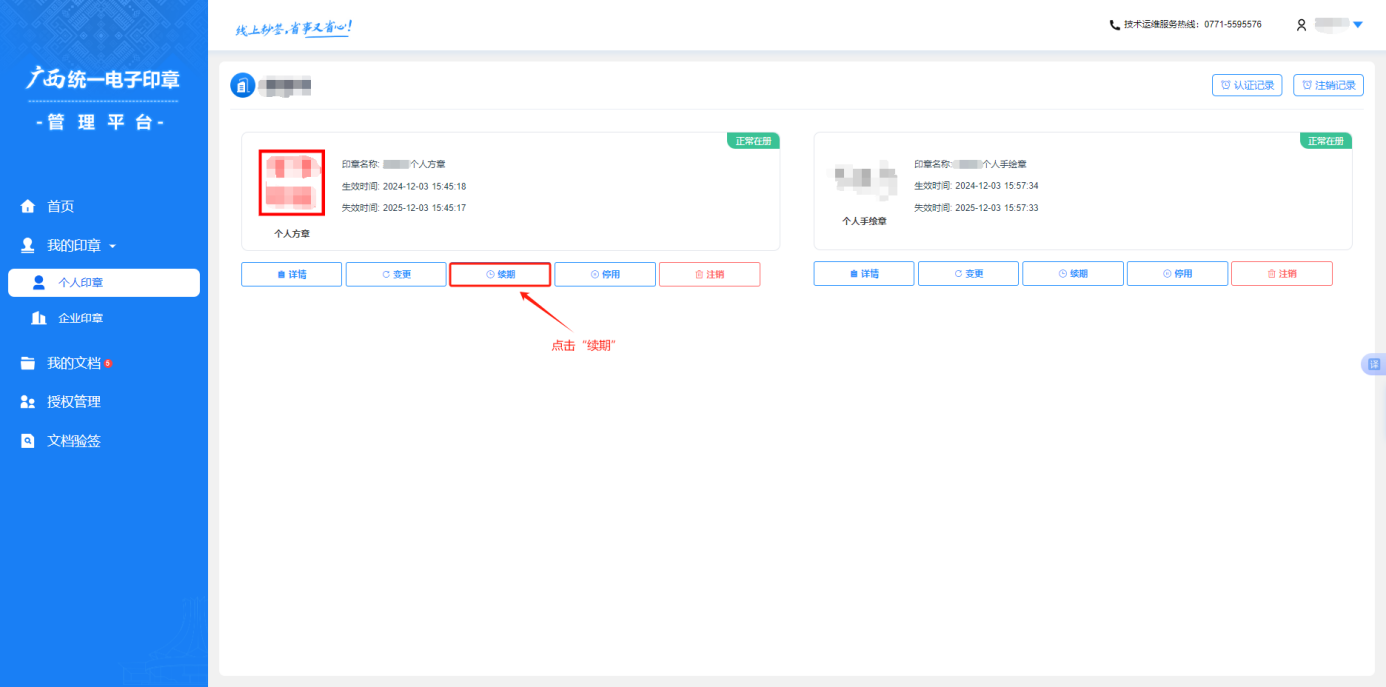 广西统一电子印章
-管理平台-
首页
我的印章
个人印章
企业印章
我的文档 6
授权管理
文档验签
线上秒签,省事又省心!
技术运维服务热线：0771-5595576
认证记录
注销记录
正常在册
印章名称: 个人方章
生效时间: 2024-12-03 15:45:18
失效时间: 2025-12-03 15:45:17
个人方章
详情
变更
续期
停用
注销
点击“续期”
正常在册
印章名称: 个人手绘章
生效时间: 2024-12-03 15:57:34
失效时间: 2025-12-03 15:57:33
个人手绘章
详情
变更
续期
停用
注销